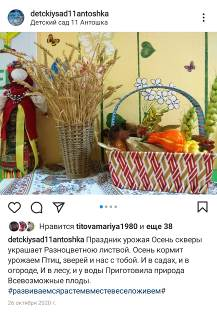 detckiysad11antoshka
Детский сад 11 Антошка
Нравится titovamariya1980 и еще 38
detckiysad11antoshka Праздник урожая Осень скверы
украшает Разноцветною листвой. Осень кормит
урожаем Птиц, зверей и нас с тобой. И в садах, и в
огороде, И в лесу, и у воды Приготовила природа
Всевозможные плоды.
#развиваемсярастемвместевеселоживем#
26 октября 2020 г.